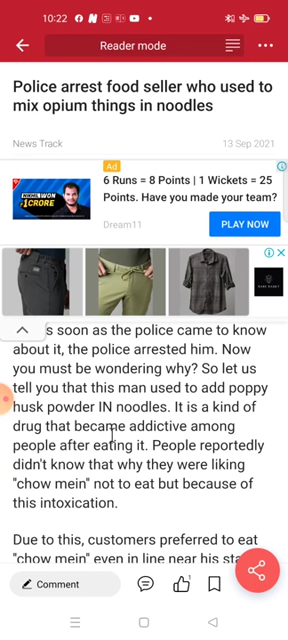 10:22
Reader mode
Police arrest food seller who used to
mix opium things in noodles
News Track
13 Sep 2021
Ad
6 Runs = 8 Points | 1 Wickets = 25
Points. Have you made your team?
1CRORE
Dream11
PLAY NOW
s soon as the police came to know
about it, the police arrested him. Now
you must be wondering why? So let us
tell you that this man used to add poppy
husk powder IN noodles. It is a kind of
drug that became addictive among
people after eating it. People reportedly
didn't know that why they were liking
"chow mein" not to eat but because of
this intoxication.
Due to this, customers preferred to eat
"chow mein" even in line near his sta
Comment
1